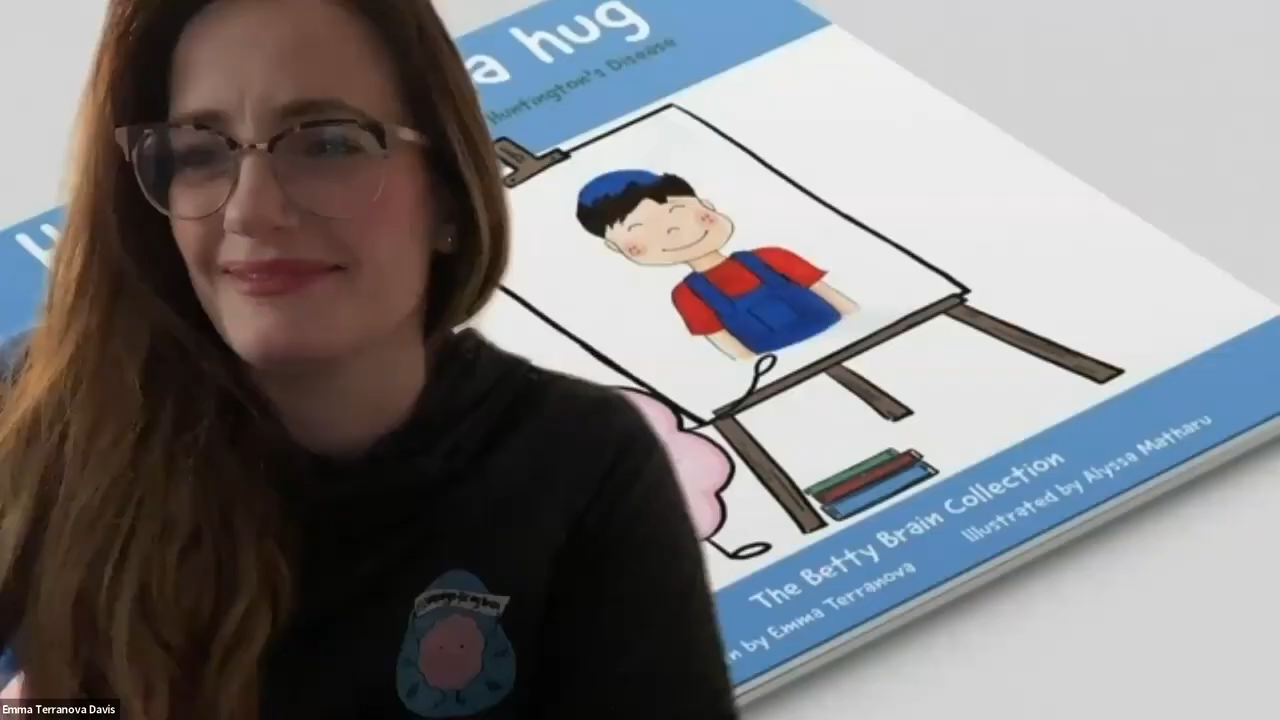 a hug
Huntington's Disease
The Betty Brain Collection
by Emma Terranova
Illustrated by Alyssa Matharu
Emma Terranova Davis